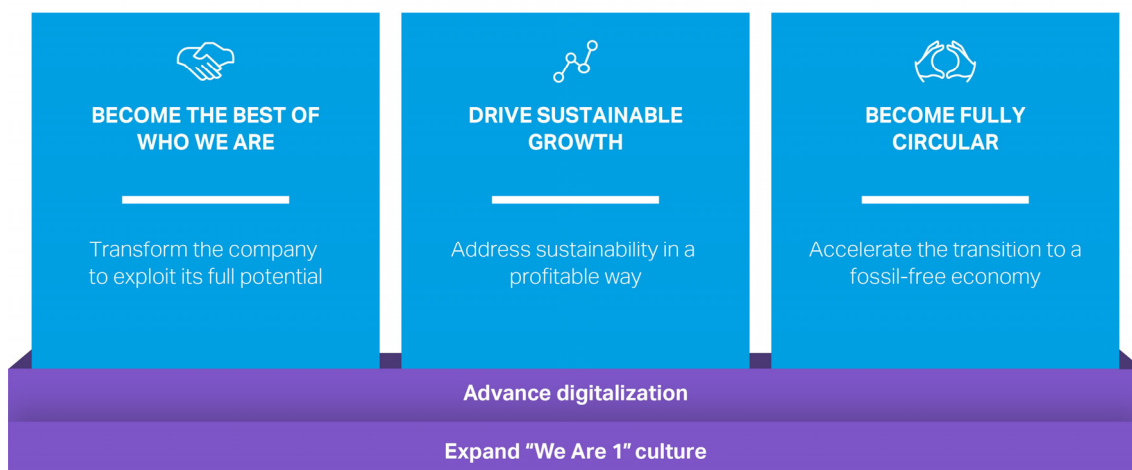 BECOME THE BEST OF
WHO WE ARE
Transform the company
to exploit its full potential
DRIVE SUSTAINABLE
GROWTH
Address sustainability in a
profitable way
BECOME FULLY
CIRCULAR
Accelerate the transition to a
fossil-free economy
Advance digitalization
Expand “We Are 1” culture